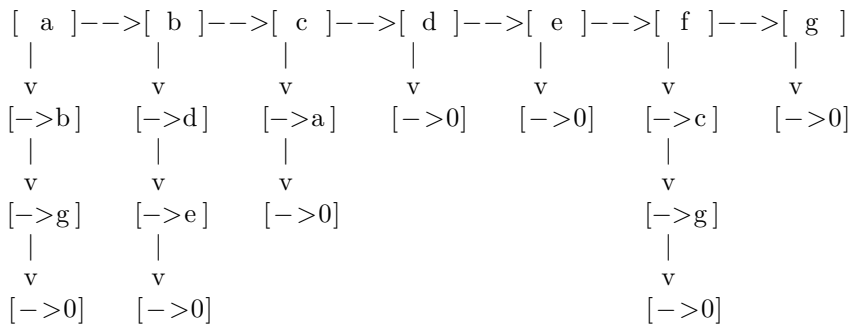 [ a ]-->[ b ]-->[ c ]-->[ d ]-->[ e ]-->[ f ]-->[ g ]
| | | | | | |
v v v v v v v
[->b] [->d] [->a] [->0] [->0] [->c] [->0]
| | | |
v v v v
[->g] [->e] [->0] [->g]
| | |
v v v
[->0] [->0] [->0]